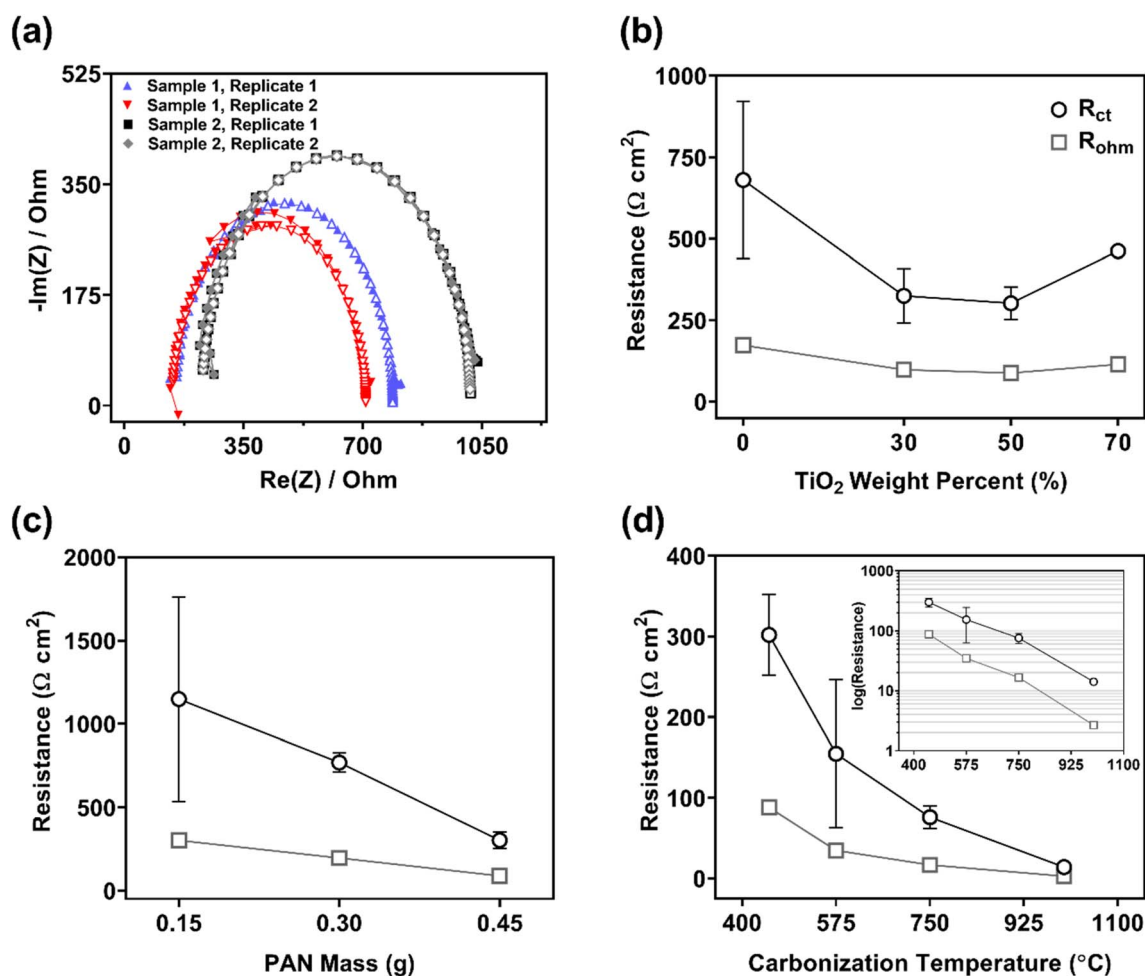 (a)
525
350
175
0
-Im(Z) / Ohm
Sample 1, Replicate 1
Sample 1, Replicate 2
Sample 2, Replicate 1
Sample 2, Replicate 2
0 350 700 1050
Re(Z) / Ohm
(b)
1000
750
500
250
0
Resistance (Ω cm²)
R_ct
R_ohm
0 30 50 70
TiO₂ Weight Percent (%)
(c)
2000
1500
1000
500
0
Resistance (Ω cm²)
0.15 0.30 0.45
PAN Mass (g)
(d)
400
300
200
100
0
Resistance (Ω cm²)
1000
100
10
1
log(Resistance)
400 575 750 925 1100
400 575 750 925 1100
Carbonization Temperature (°C)